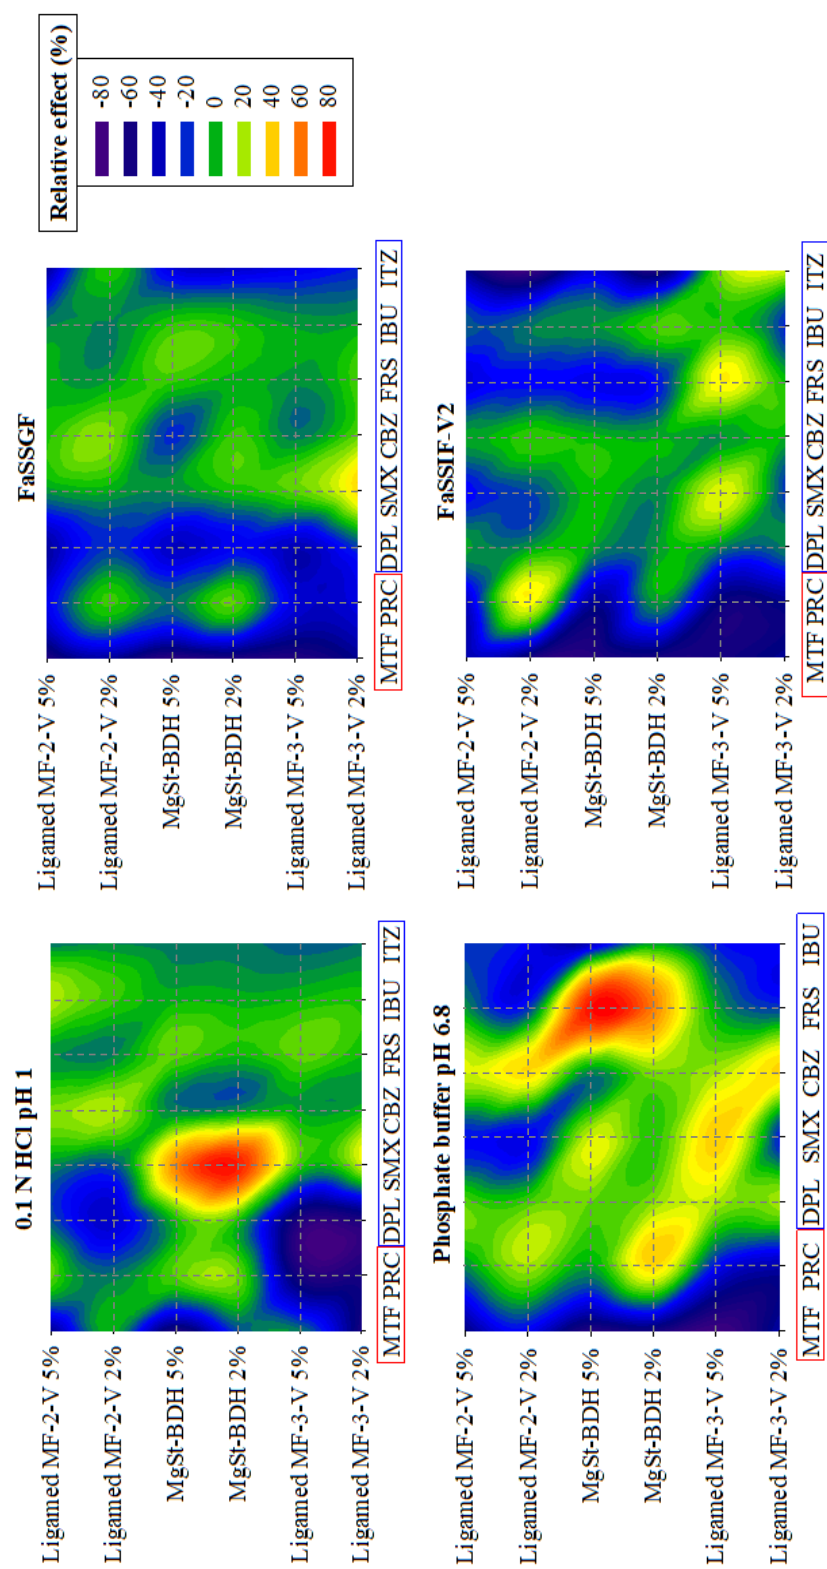 0.1 N HCl pH 1
Ligamed MF-2-V 5%
Ligamed MF-2-V 2%
MgSt-BDH 5%
MgSt-BDH 2%
Ligamed MF-3-V 5%
Ligamed MF-3-V 2%
MTF PRC DPL SMX CBZ FRS IBU ITZ
FaSSGF
Ligamed MF-2-V 5%
Ligamed MF-2-V 2%
MgSt-BDH 5%
MgSt-BDH 2%
Ligamed MF-3-V 5%
Ligamed MF-3-V 2%
MTF PRC DPL SMX CBZ FRS IBU ITZ
Relative effect (%)
-80
-60
-40
-20
0
20
40
60
80
Phosphate buffer pH 6.8
Ligamed MF-2-V 5%
Ligamed MF-2-V 2%
MgSt-BDH 5%
MgSt-BDH 2%
Ligamed MF-3-V 5%
Ligamed MF-3-V 2%
MTF PRC DPL SMX CBZ FRS IBU
FaSSIF-V2
Ligamed MF-2-V 5%
Ligamed MF-2-V 2%
MgSt-BDH 5%
MgSt-BDH 2%
Ligamed MF-3-V 5%
Ligamed MF-3-V 2%
MTF PRC DPL SMX CBZ FRS IBU ITZ